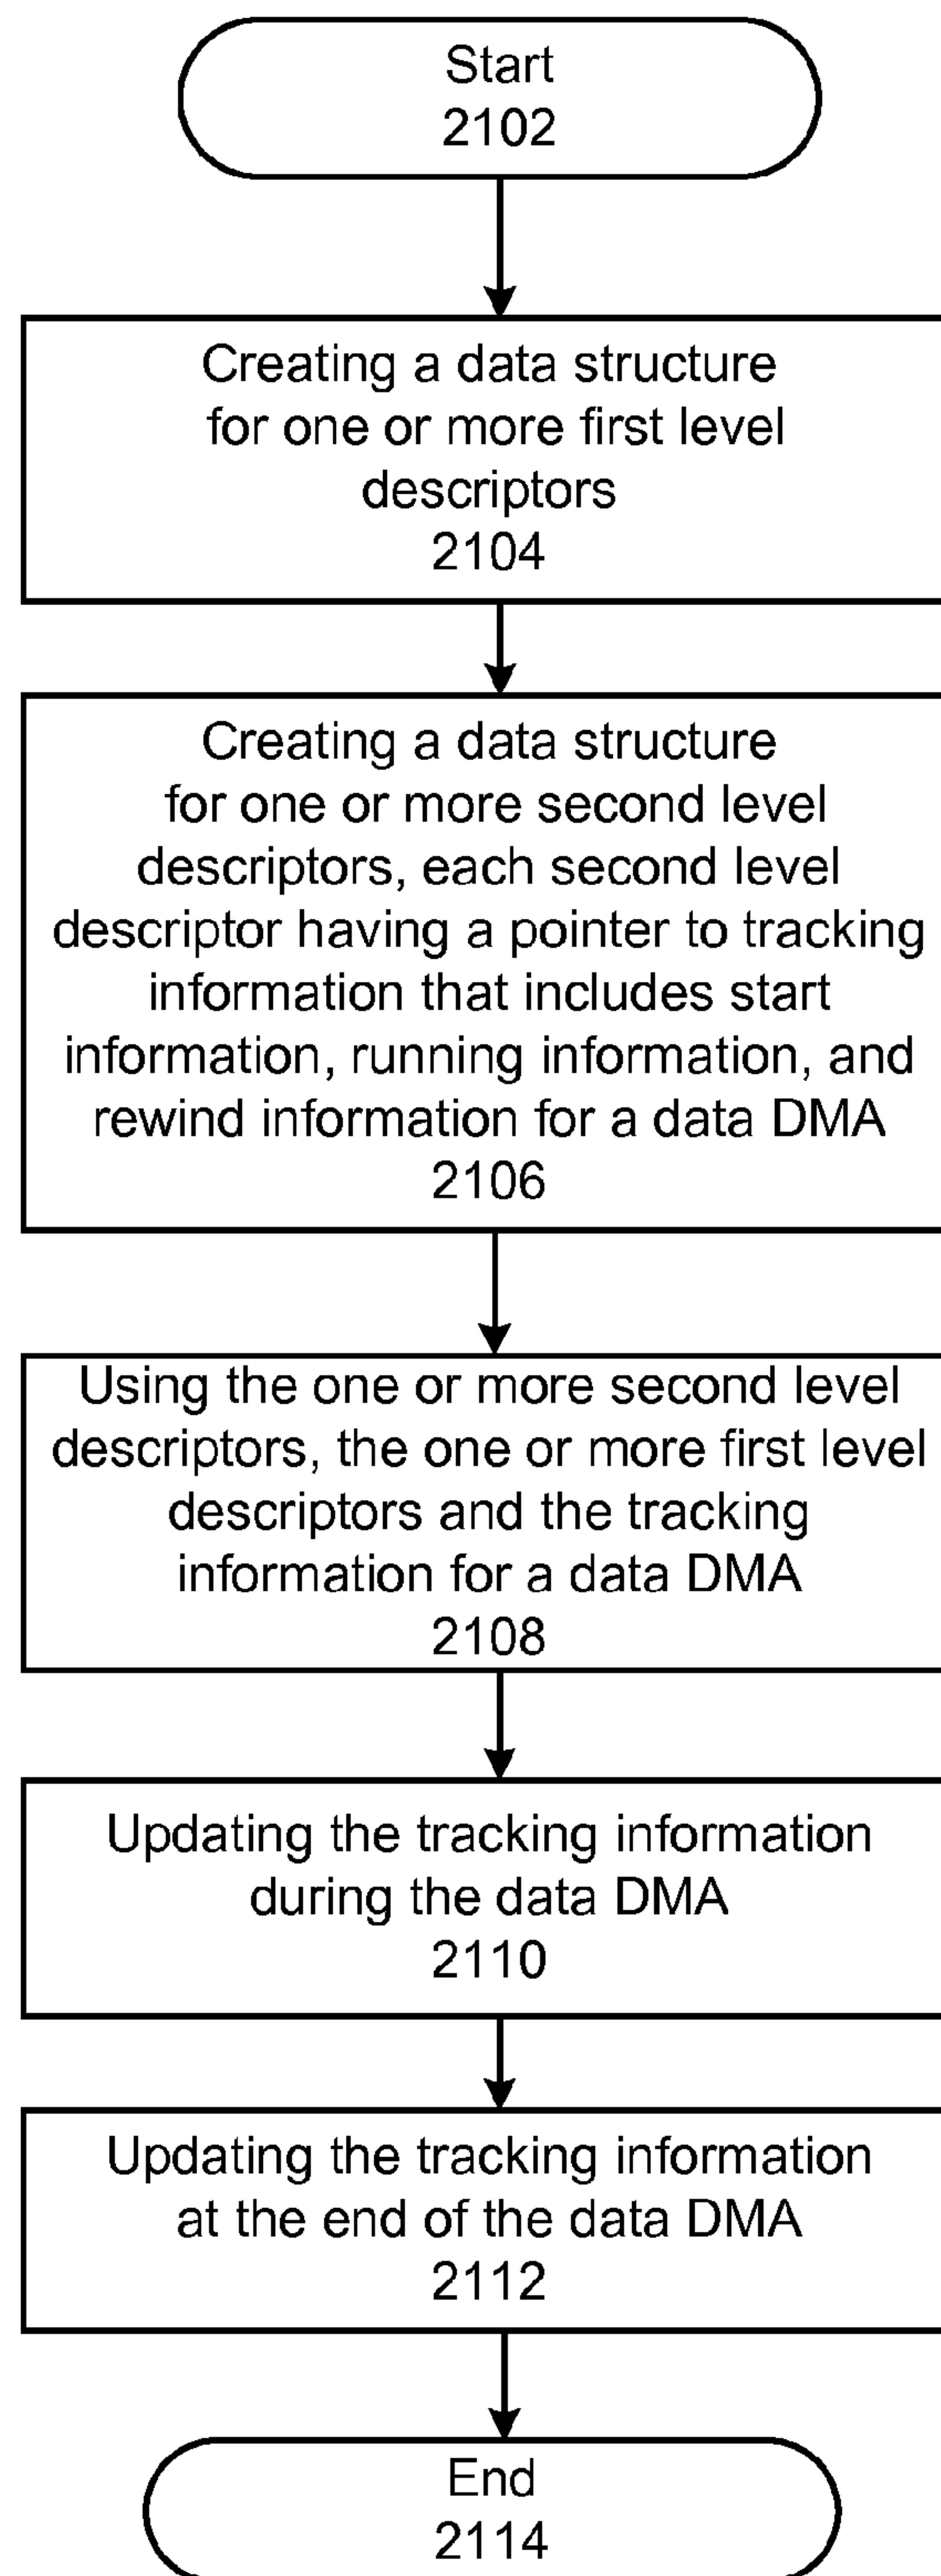 Start
2102
Creating a data structure
for one or more first level
descriptors
2104
Creating a data structure
for one or more second level
descriptors, each second level
descriptor having a pointer to tracking
information that includes start
information, running information, and
rewind information for a data DMA
2106
Using the one or more second level
descriptors, the one or more first level
descriptors and the tracking
information for a data DMA
2108
Updating the tracking information
during the data DMA
2110
Updating the tracking information
at the end of the data DMA
2112
End
2114